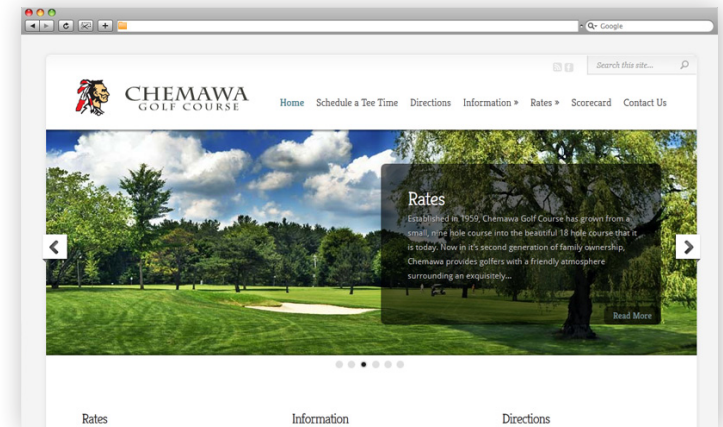 Google
Search this site...
CHEMAWA
GOLF COURSE
Home Schedule a Tee Time Directions Information » Rates » Scorecard Contact Us
Rates
Established in 1959, Chemawa Golf Course has grown from a
small, nine hole course into the beautiful 18 hole course that it
is today. Now in it's second generation of family ownership,
Chemawa provides golfers with a friendly atmosphere
surrounding an exquisitely...
Read More
Rates Information Directions